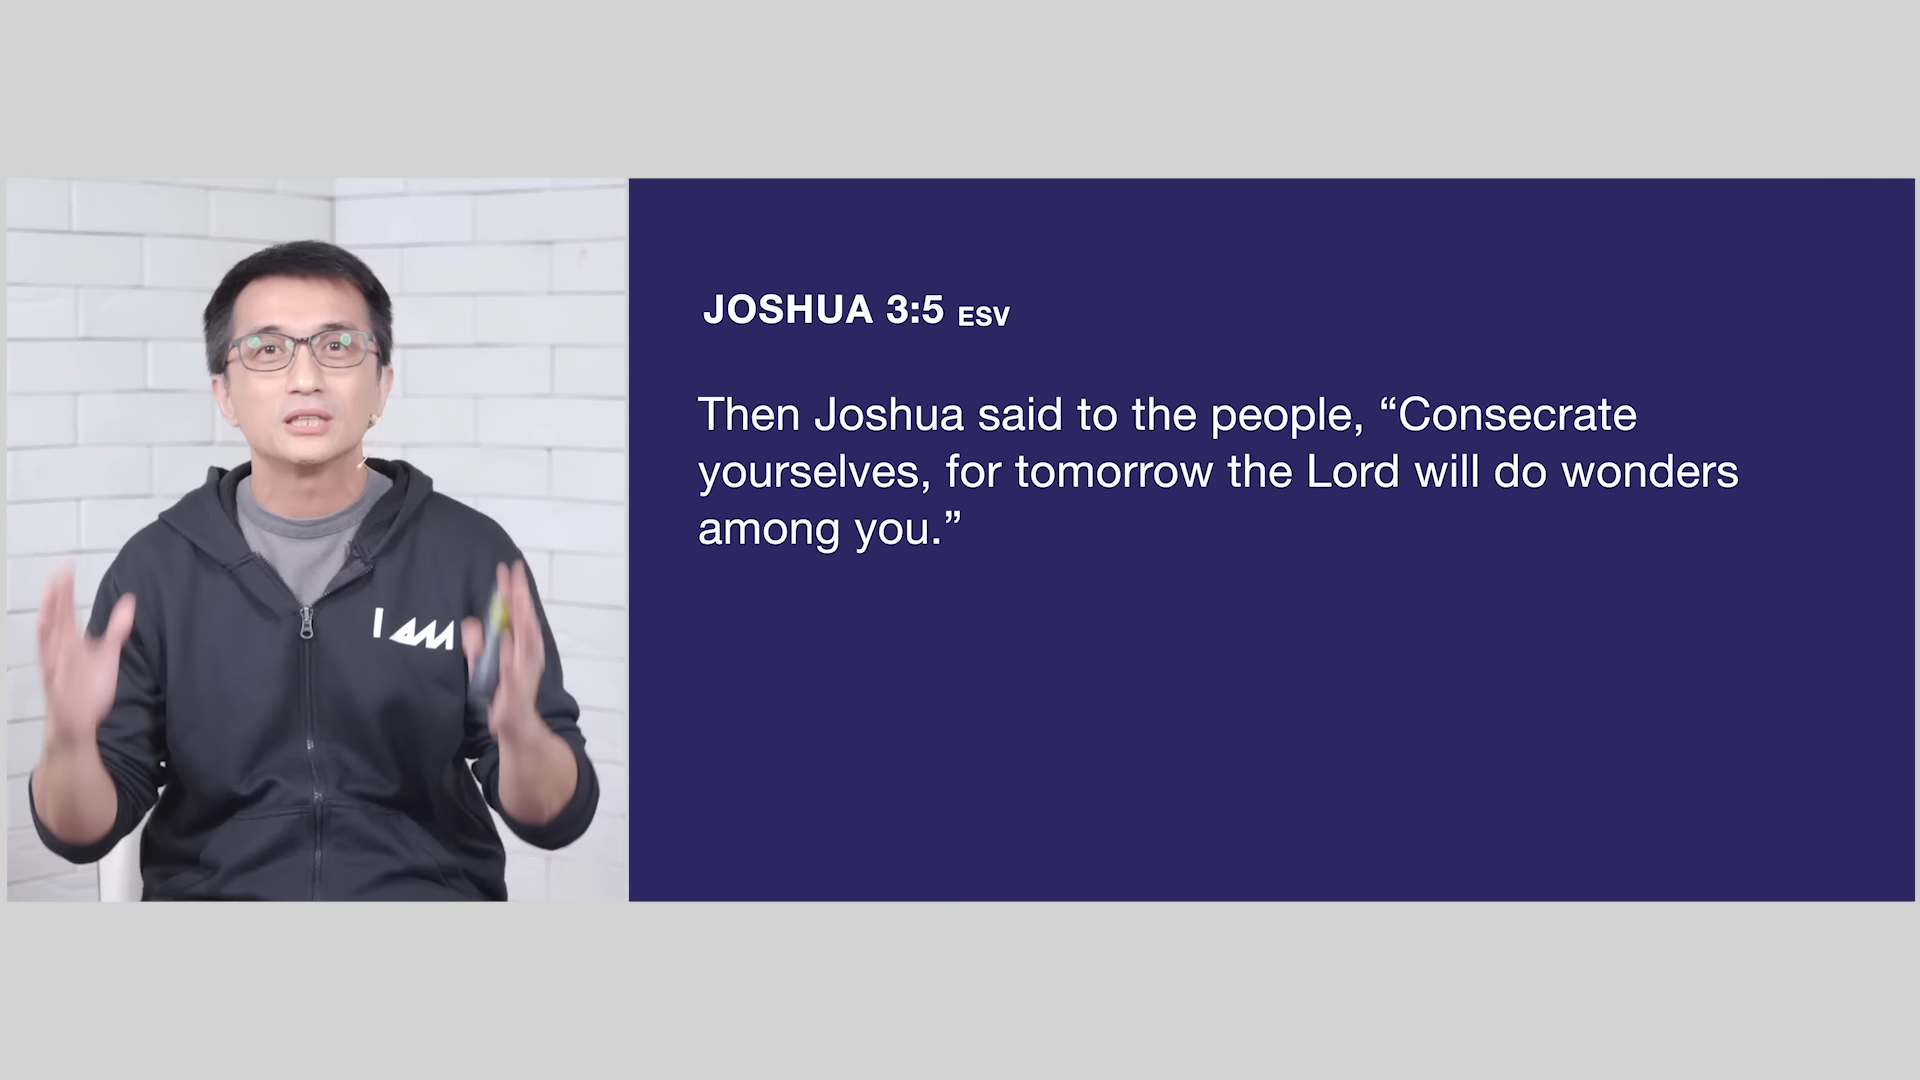 JOSHUA 3:5 ESV
Then Joshua said to the people, “Consecrate
yourselves, for tomorrow the Lord will do wonders
among you.”
I AM